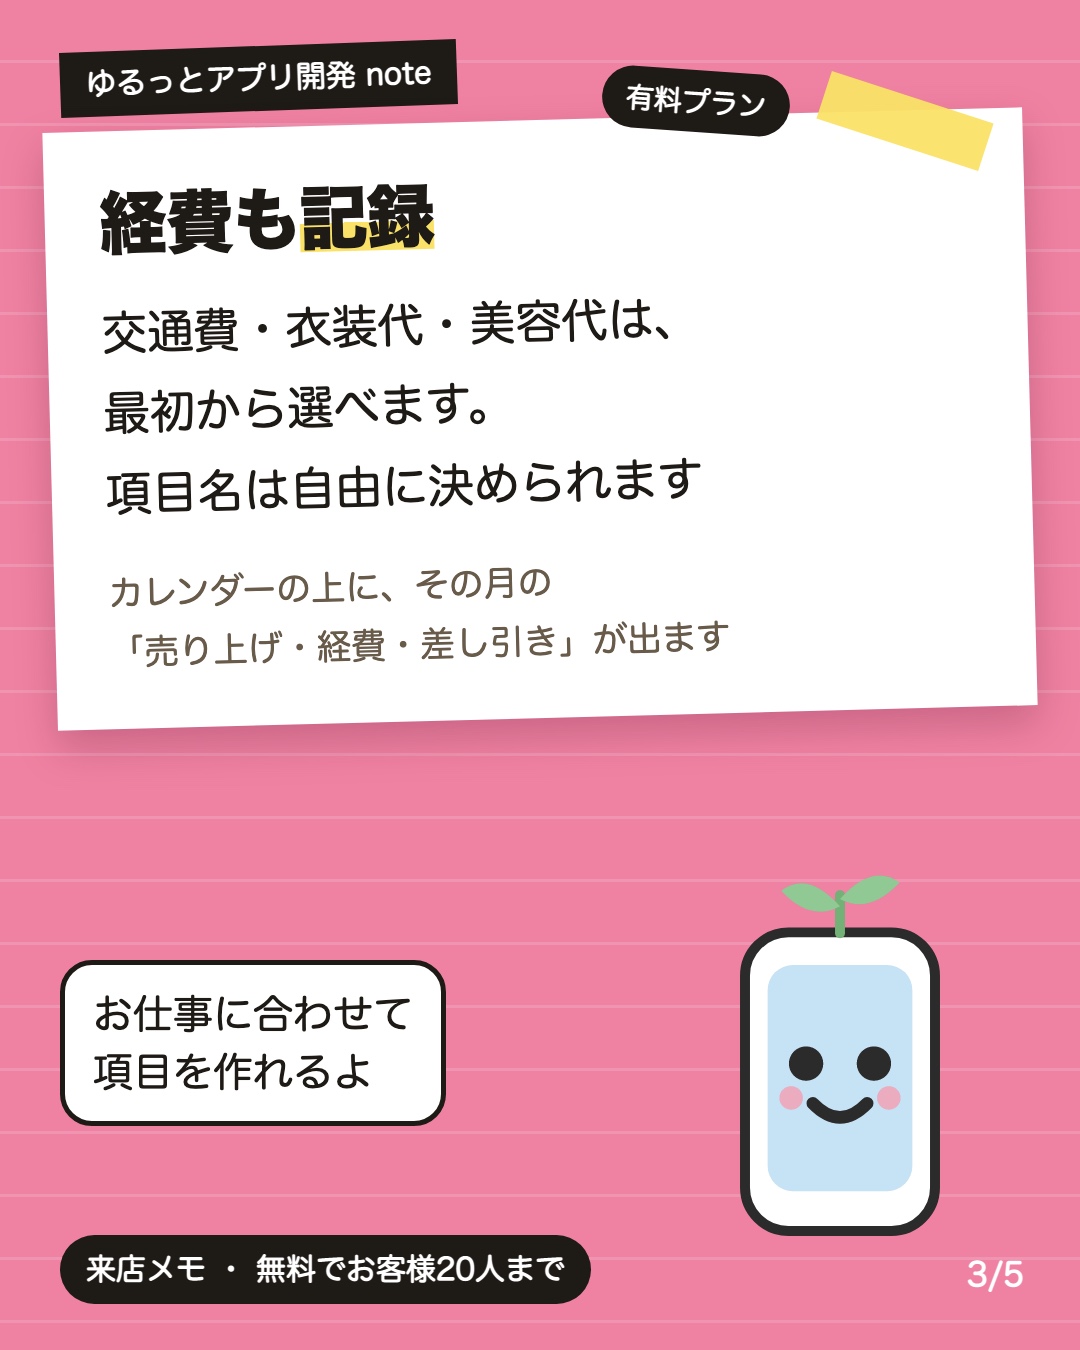 ゆるっとアプリ開発 note
有料プラン
経費も記録
交通費・衣装代・美容代は、
最初から選べます。
項目名は自由に決められます
カレンダーの上に、その月の
「売り上げ・経費・差し引き」が出ます
お仕事に合わせて
項目を作れるよ
来店メモ ・ 無料でお客様20人まで
3/5